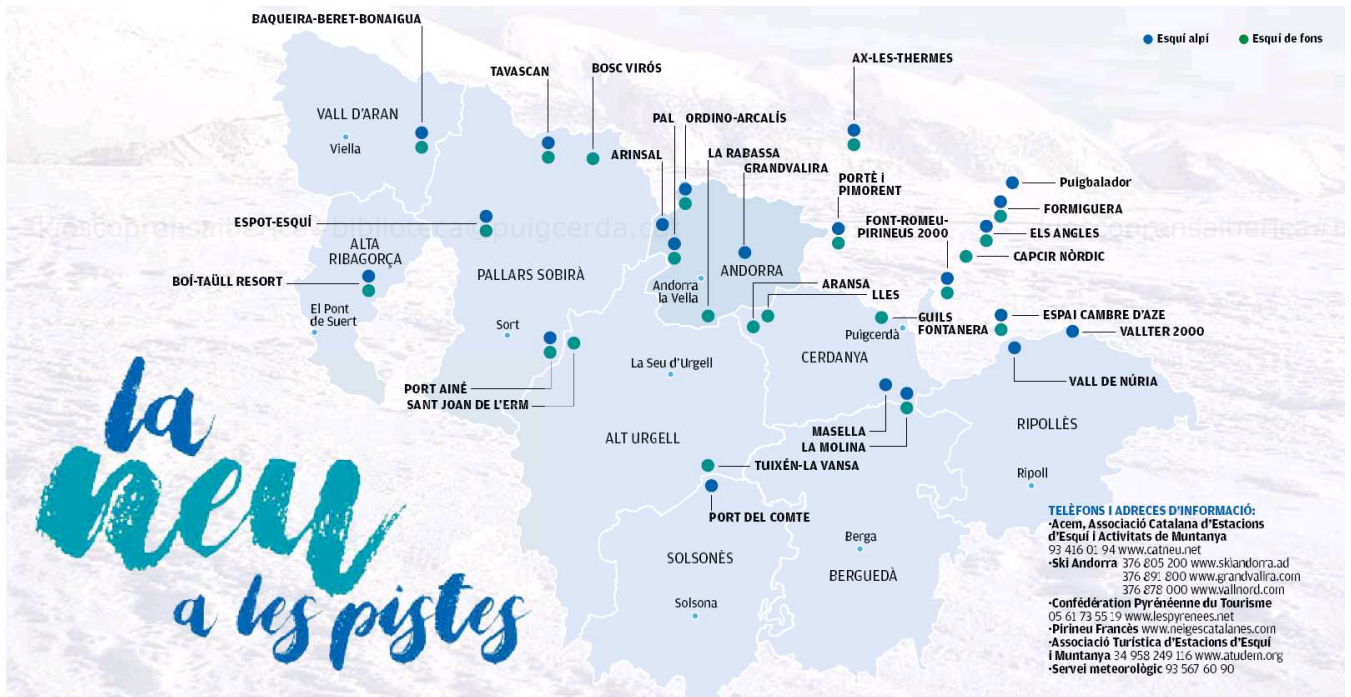 BAQUEIRA-BERET-BONAIGUA
TAVASCAN
BOSC VIRÓS
AX-LES-THERMES
Esquí alpí
Esquí de fons
VALL D'ARAN
Viella
PAL
ORDINO-ARCALÍS
ARINSAL
LA RABASSA
GRANDVALIRA
PORTÈ i
PIMORENT
Puigbalador
FORMIGUERA
FONT-ROMEU-
PIRINEUS 2000
ELS ANGLES
CAPCIR NÒRDIC
ESPOT-ESQUÍ
ALTA
RIBAGORÇA
BOÍ-TAÜLL RESORT
PALLARS SOBIRÀ
ANDORRA
Andorra
la Vella
ARANSA
LLES
El Pont
de Suert
Sort
GUILS
FONTANERA
Puigcerdà
ESPAI CAMBRE D'AZE
VALLTER 2000
CERDANYA
La Seu d'Urgell
VALL DE NÚRIA
PORT AINÉ
SANT JOAN DE L'ERM
MASELLA
LA MOLINA
RIPOLLÈS
ALT URGELL
TUIXÉN-LA VANSA
Ripoll
PORT DEL COMTE
Berga
SOLSONÈS
BERGUEDÀ
Solsona
la
neu
a les pistes
TELÈFONS I ADRECES D'INFORMACIÓ:
·Acem, Associació Catalana d'Estacions
d'Esquí i Activitats de Muntanya
93 416 01 94 www.catneu.net
·Ski Andorra 376 805 200 www.skiandorra.ad
376 891 800 www.grandvalira.com
376 878 000 www.vallnord.com
·Confédération Pyrénéenne du Tourisme
05 61 73 55 19 www.lespyrenees.net
·Pirineu Francès www.neigescatalanes.com
·Associació Turística d'Estacions d'Esquí
i Muntanya 34 958 249 116 www.atudem.org
·Servei meteorològic 93 567 60 90